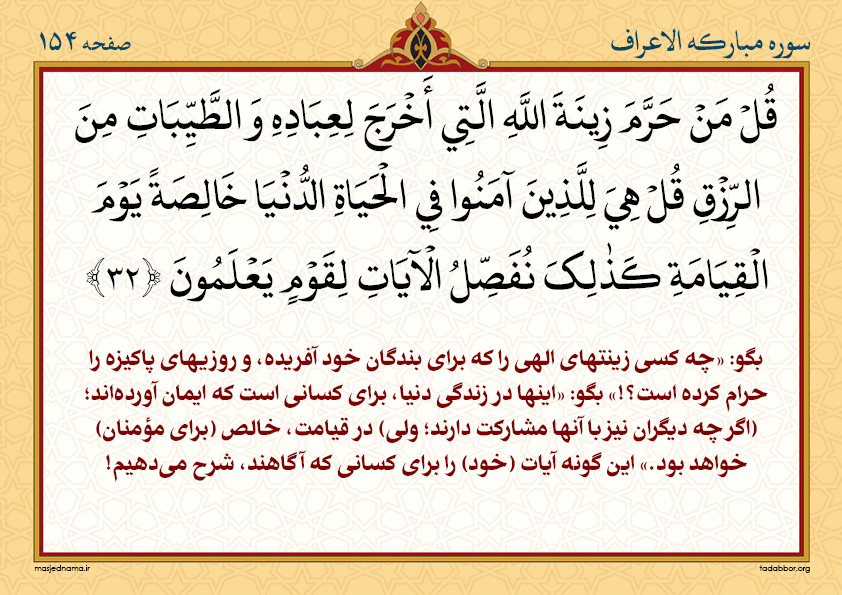 سوره مبارکه الاعراف
صفحه ۱۵۴
قُلْ مَنْ حَرَّمَ زِينَةَ اللَّهِ الَّتِي أَخْرَجَ لِعِبَادِهِ وَ الطَّيِّبَاتِ مِنَ
الرِّزْقِ قُلْ هِيَ لِلَّذِينَ آمَنُوا فِي الْحَيَاةِ الدُّنْيَا خَالِصَةً يَوْمَ
الْقِيَامَةِ كَذٰلِکَ نُفَصِّلُ الْآيَاتِ لِقَوْمٍ يَعْلَمُونَ ﴿۳۲﴾
بگو: «چه کسی زینتهای الهی را که برای بندگان خود آفریده، و روزیهای پاکیزه را
حرام کرده است؟!» بگو: «اینها در زندگی دنیا، برای کسانی است که ایمان آورده‌اند؛
(اگر چه دیگران نیز با آنها مشارکت دارند؛ ولی) در قیامت، خالص (برای مؤمنان)
خواهد بود.» این گونه آیات (خود) را برای کسانی که آگاهند، شرح می‌دهیم!
masjednama.ir
tadabbor.org